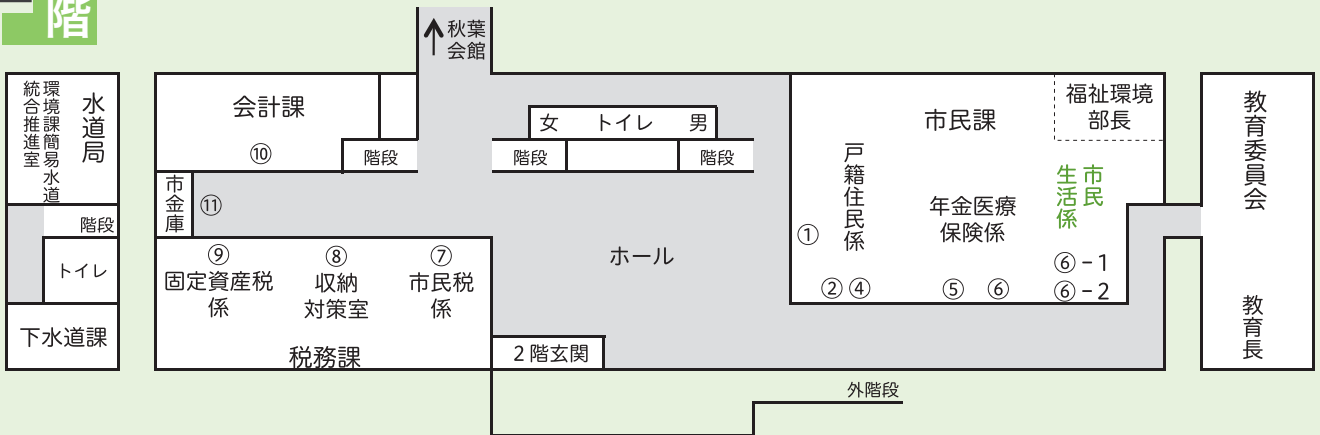 階
秋葉
会館
水道局
環境課簡易水道
統合推進室
階段
トイレ
下水道課
会計課
⑩
階段
市金庫
⑪
⑨
固定資産税
係
⑧
収納
対策室
⑦
市民税
係
税務課
女 トイレ 男
階段
階段
ホール
2階玄関
外階段
市民課
福祉環境
部長
戸籍住民係
①
②④
年金医療
保険係
⑤ ⑥
市民
生活係
⑥-1
⑥-2
教育委員会
教育長